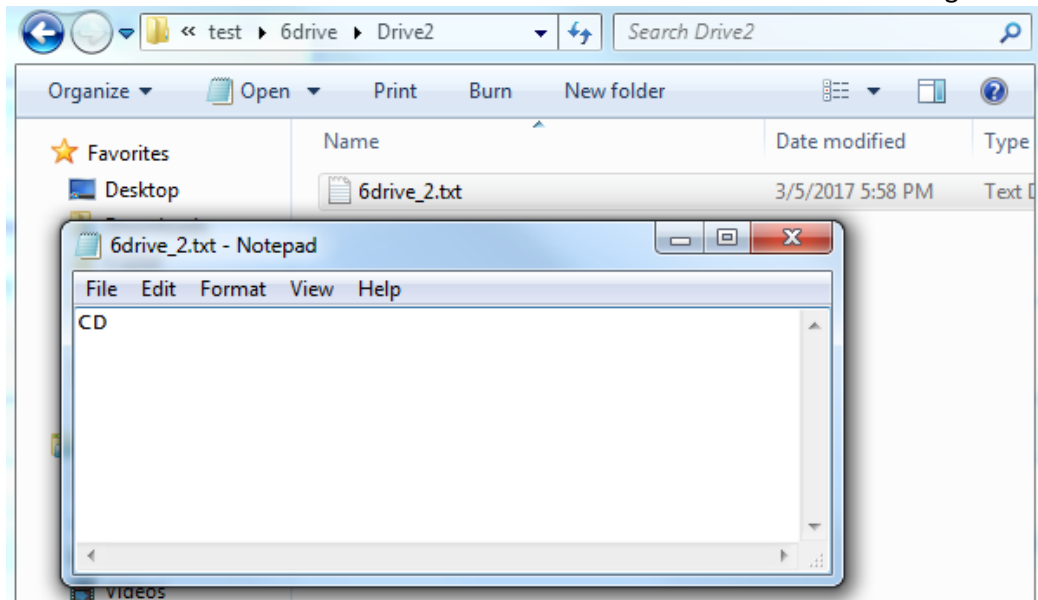 « test ▸ 6drive ▸ Drive2 Search Drive2
Organize Open Print Burn New folder
Favorites Name Date modified Type
Desktop 6drive_2.txt 3/5/2017 5:58 PM Text
6drive_2.txt - Notepad
File Edit Format View Help
CD
Videos